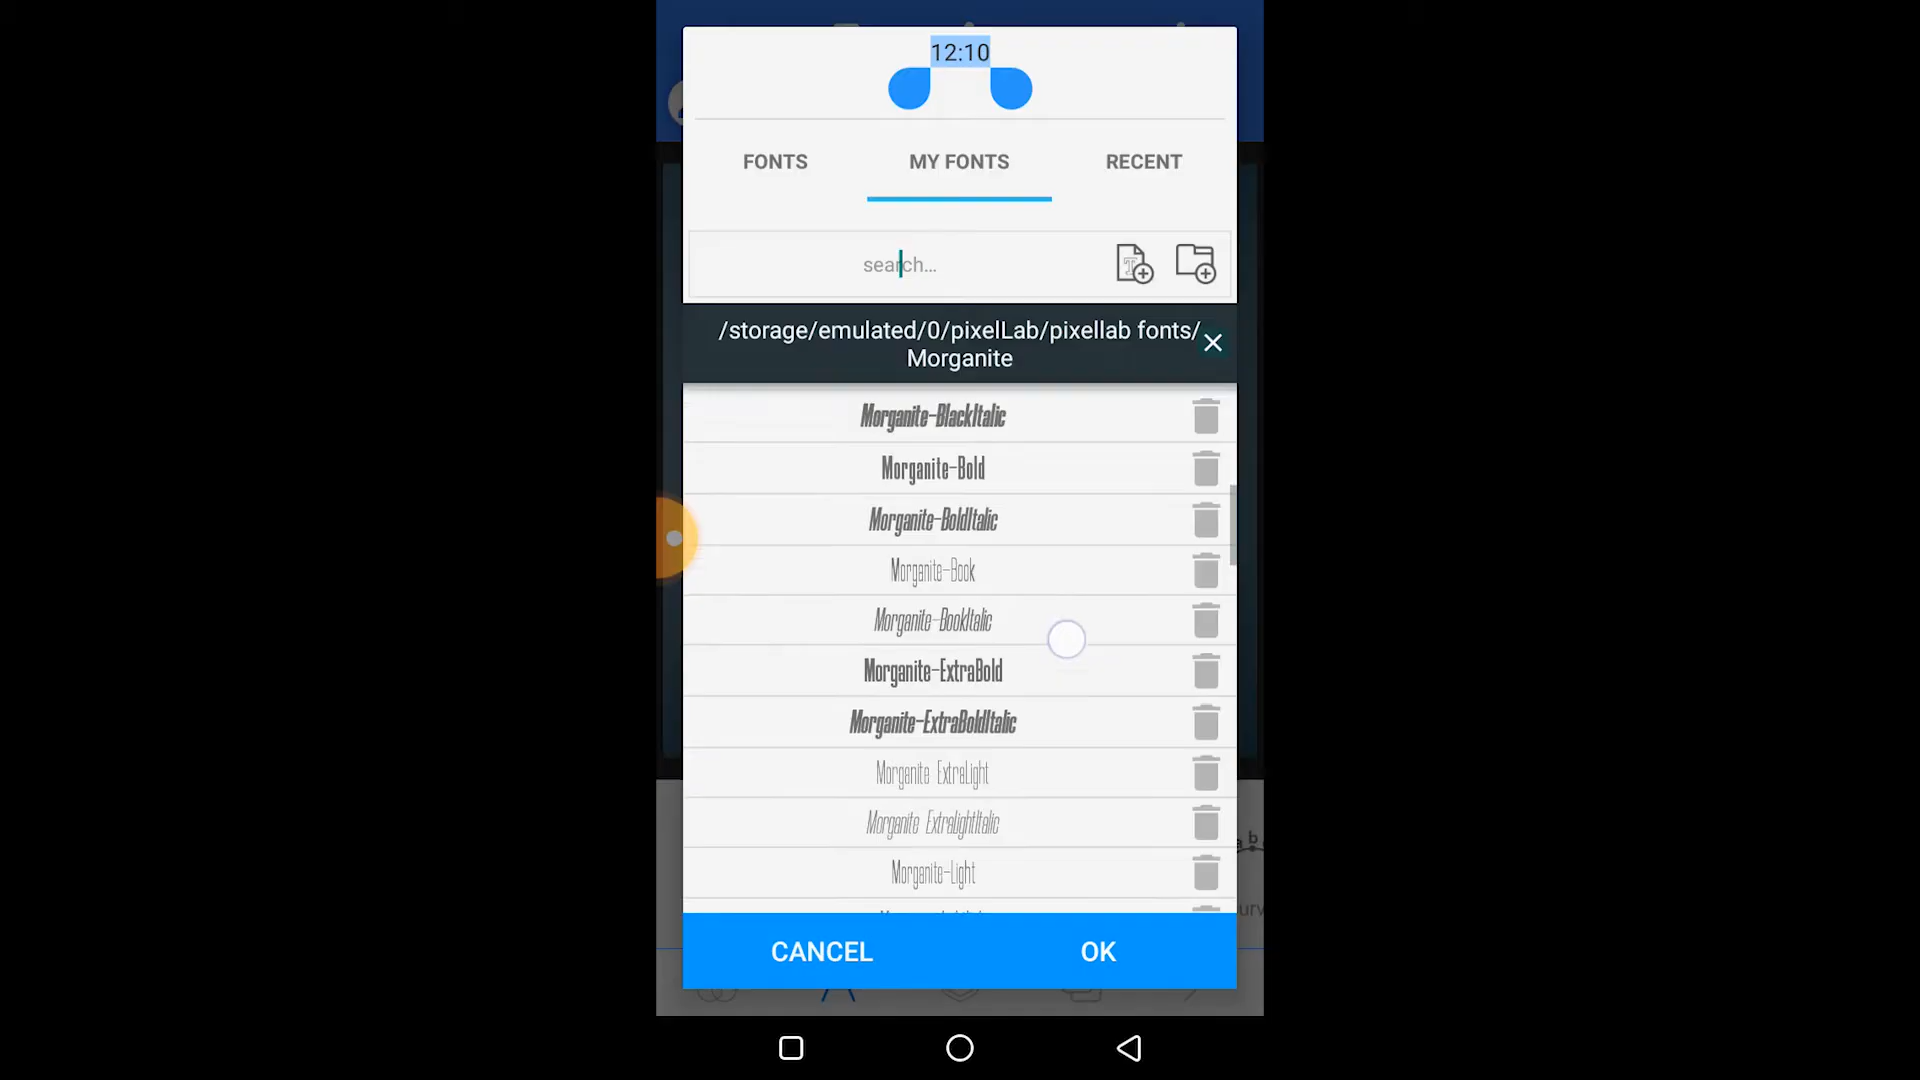 12:10
FONTS
MY FONTS
RECENT
search...
/storage/emulated/0/pixelLab/pixellab fonts/
Morganite
Morganite-BlackItalic
Morganite-Bold
Morganite-BoldItalic
Morganite-Book
Morganite-BookItalic
Morganite-ExtraBold
Morganite-ExtraBoldItalic
Morganite ExtraLight
Morganite ExtralightItalic
Morganite-Light
CANCEL
OK